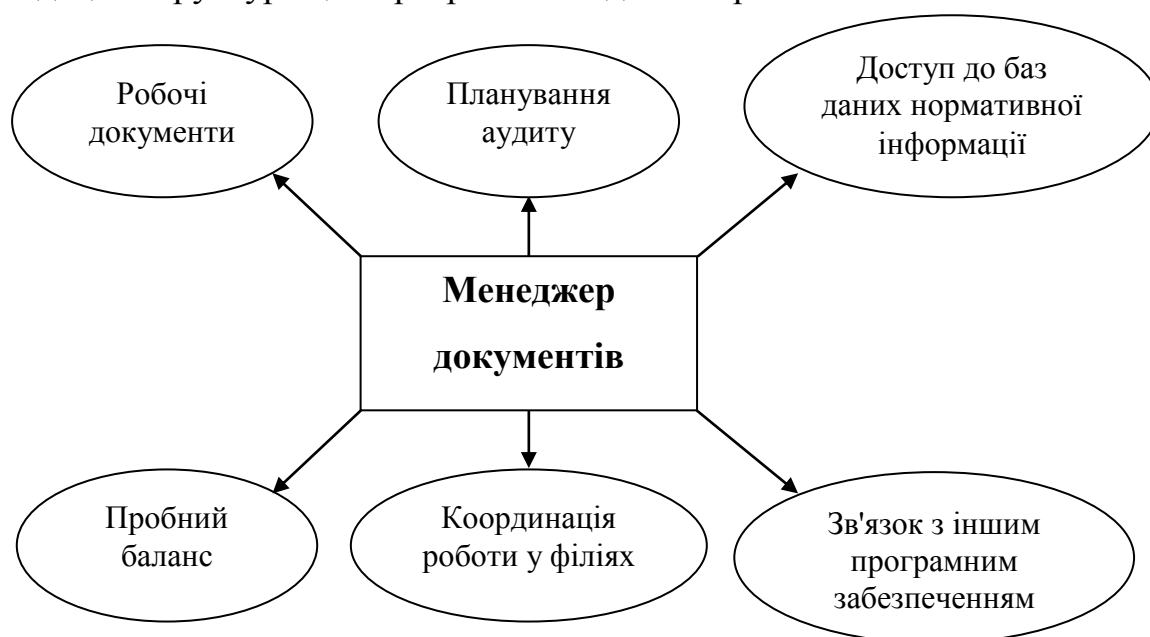 Робочі
документи
Планування
аудиту
Доступ до баз
даних нормативної
інформації
Менеджер
документів
Пробний
баланс
Координація
роботи у філіях
Зв'язок з іншим
програмним
забезпеченням